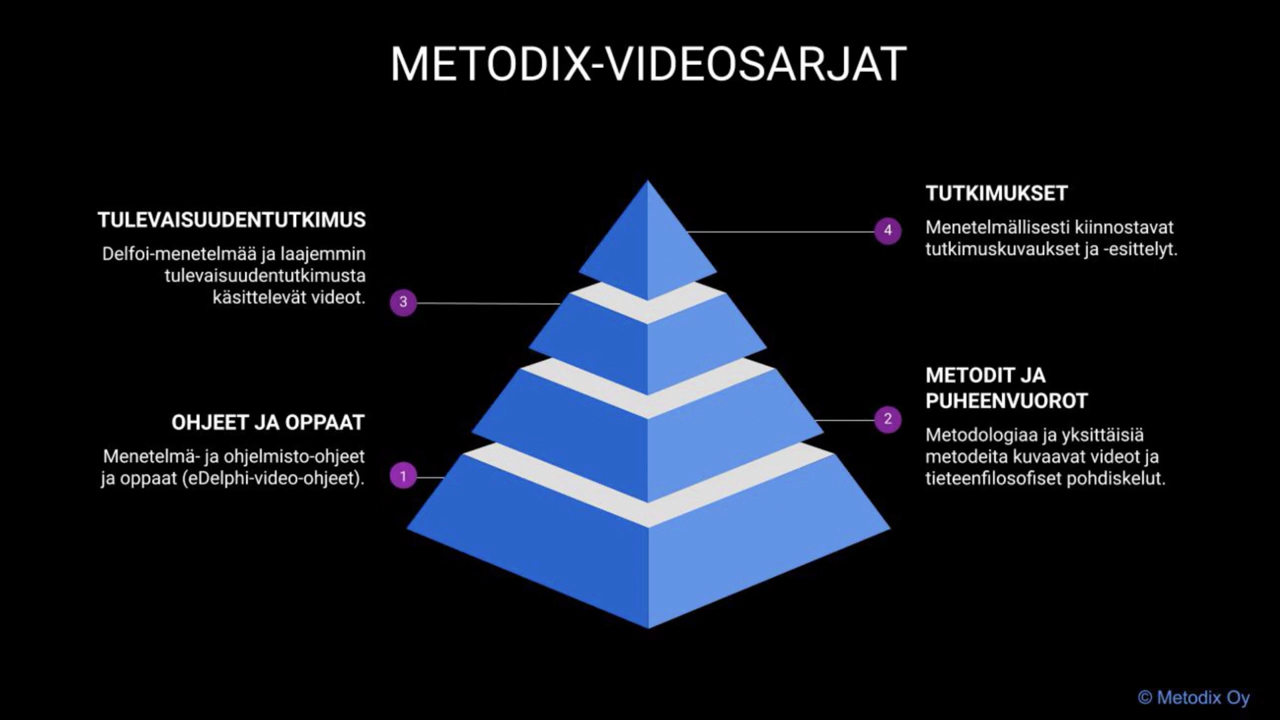 METODIX-VIDEOSARJAT
TULEVAISUUDENTUTKIMUS
Delfoi-menetelmää ja laajemmin
tulevaisuudentutkimusta
käsittelevät videot.
3
TUTKIMUKSET
Menetelmällisesti kiinnostavat
tutkimuskuvaukset ja -esittelyt.
4
OHJEET JA OPPAAT
Menetelmä- ja ohjelmisto-ohjeet
ja oppaat (eDelphi-video-ohjeet).
1
METODIT JA
PUHEENVUOROT
Metodologiaa ja yksittäisiä
metodeita kuvaavat videot ja
tieteenfilosofiset pohdiskelut.
2
© Metodix Oy